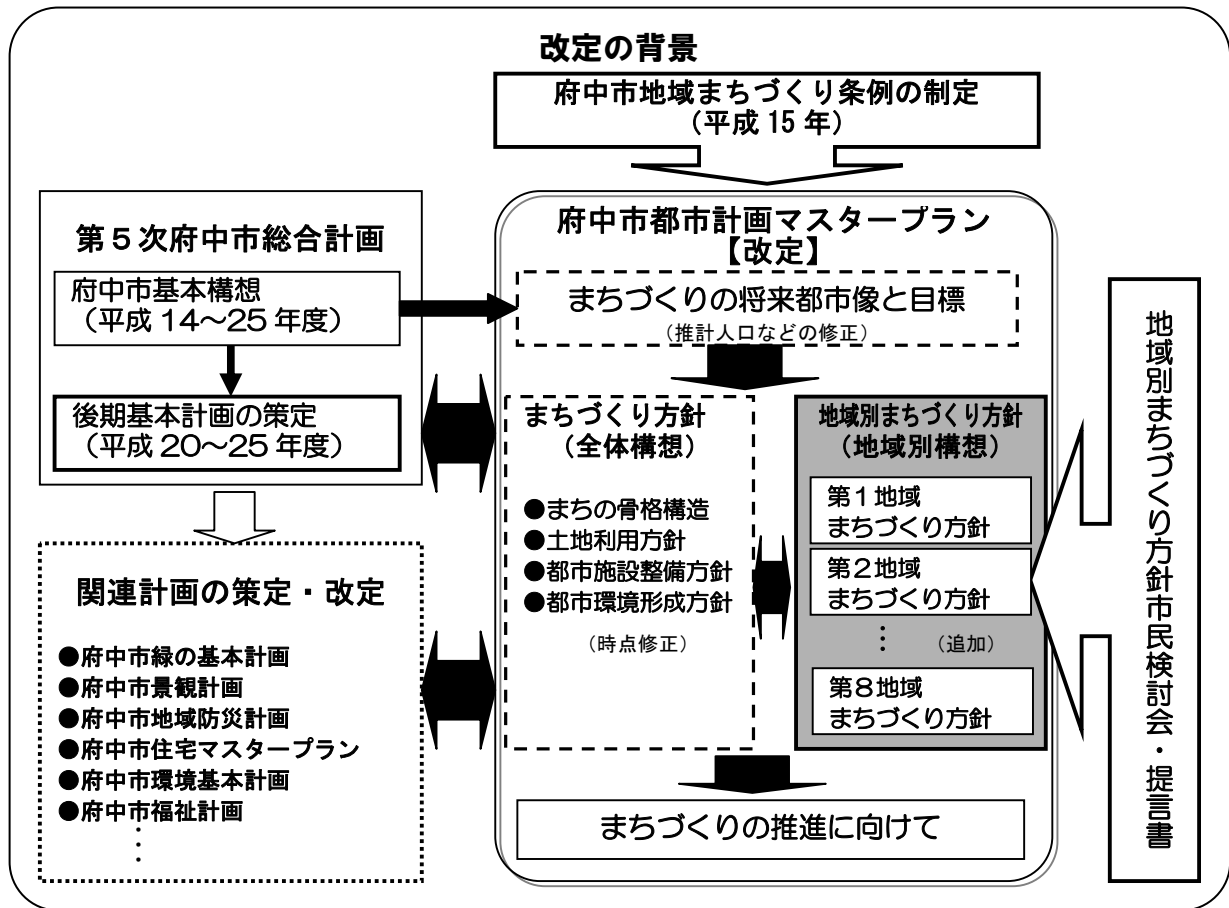 改定の背景
府中市地域まちづくり条例の制定
（平成 15 年）
第５次府中市総合計画
府中市基本構想
（平成 14～25 年度）
後期基本計画の策定
（平成 20～25 年度）
関連計画の策定・改定
●府中市緑の基本計画
●府中市景観計画
●府中市地域防災計画
●府中市住宅マスタープラン
●府中市環境基本計画
●府中市福祉計画
⋮
府中市都市計画マスタープラン
【改定】
まちづくりの将来都市像と目標
（推計人口などの修正）
まちづくり方針
（全体構想）
●まちの骨格構造
●土地利用方針
●都市施設整備方針
●都市環境形成方針
（時点修正）
地域別まちづくり方針
（地域別構想）
第１地域
まちづくり方針
第２地域
まちづくり方針
⋮ （追加）
第８地域
まちづくり方針
まちづくりの推進に向けて
地域別まちづくり方針市民検討会・提言書